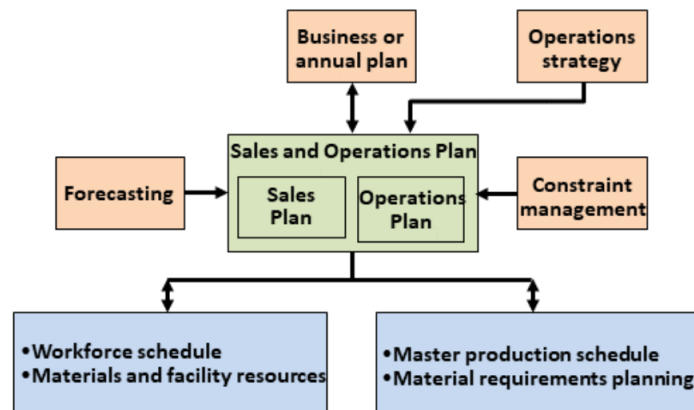 Business or
annual plan
Operations
strategy
Sales and Operations Plan
Forecasting
Sales
Plan
Operations
Plan
Constraint
management
•Workforce schedule
•Materials and facility resources
•Master production schedule
•Material requirements planning